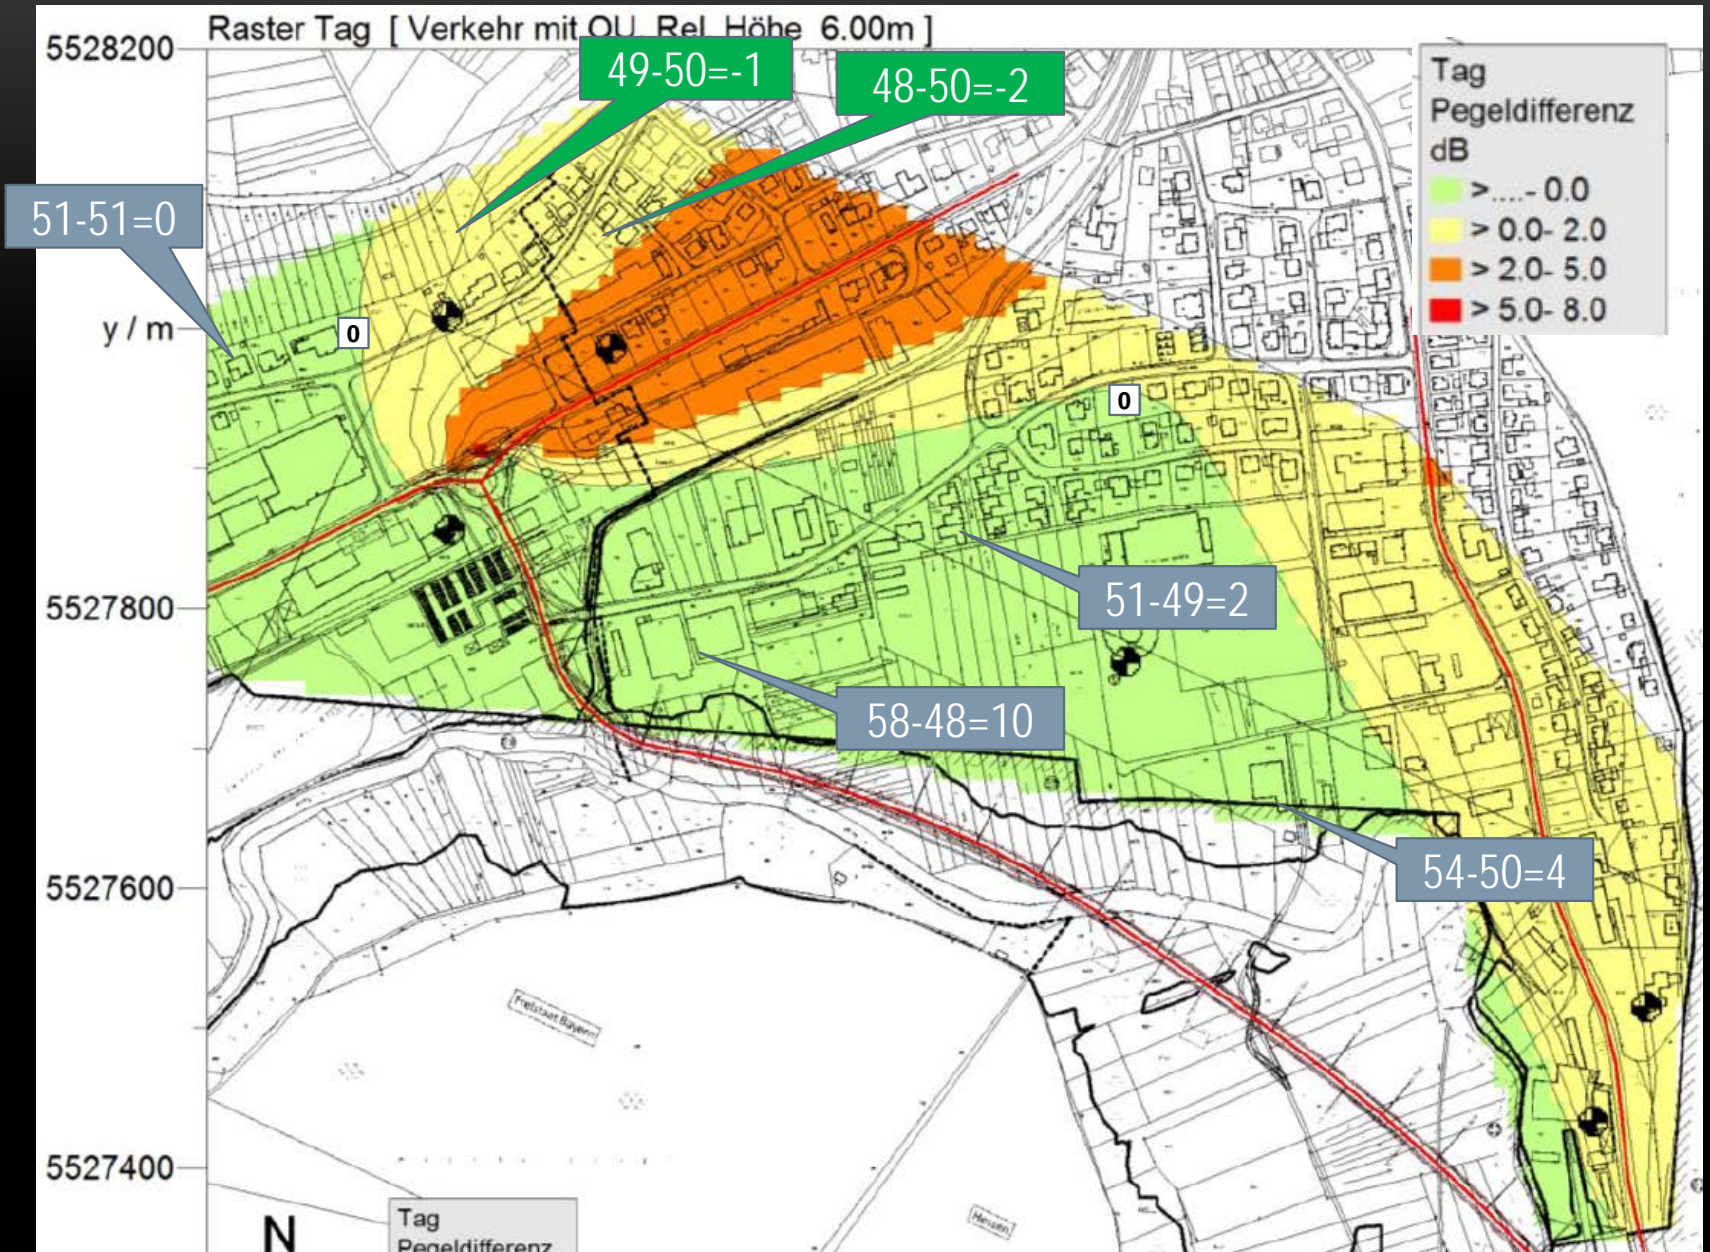 Raster Tag [ Verkehr mit OU Rel. Höhe 6.00m ]
5528200
49-50=-1
48-50=-2
Tag
Pegeldifferenz
dB
>....- 0.0
> 0.0- 2.0
> 2.0- 5.0
> 5.0- 8.0
51-51=0
y / m
0
0
51-49=2
5527800
58-48=10
54-50=4
5527600
Freistaat Bayern
5527400
Hessen
N
Tag
Pegeldifferenz